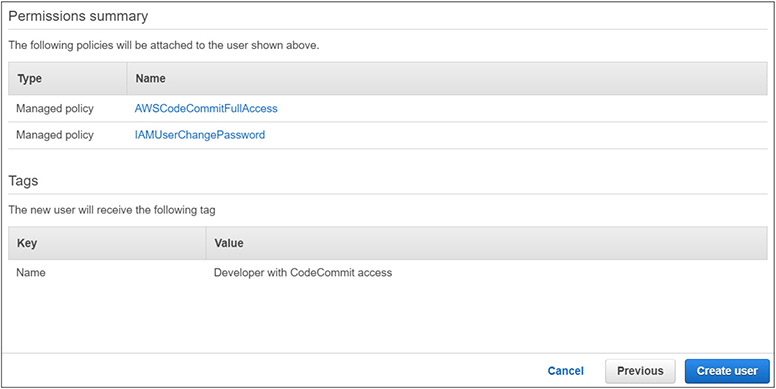 Permissions summary
The following policies will be attached to the user shown above.
Type Name
Managed policy AWSCodeCommitFullAccess
Managed policy IAMUserChangePassword
Tags
The new user will receive the following tag
Key Value
Name Developer with CodeCommit access
Cancel Previous Create user